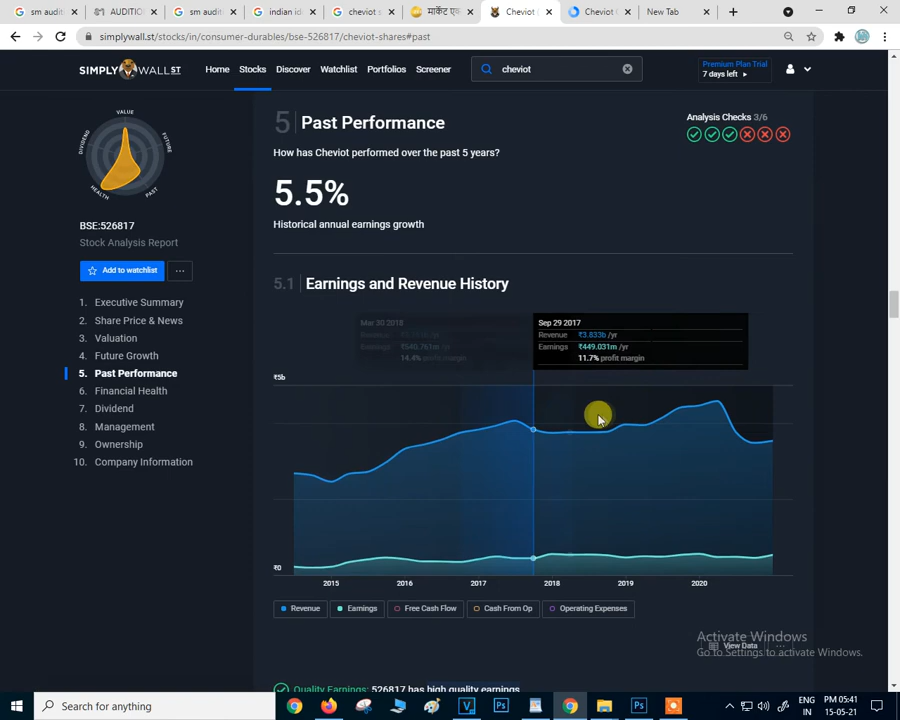 sm auditi
AUDITION
sm auditi
indian ide
cheviot s
मार्केट एक
Cheviot (
Cheviot C
New Tab
simplywall.st/stocks/in/consumer-durables/bse-526817/cheviot-shares#past
SIMPLY WALL ST
Home
Stocks
Discover
Watchlist
Portfolios
Screener
cheviot
Premium Plan Trial
7 days left ▸
VALUE
FUTURE
PAST
HEALTH
DIVIDEND
BSE:526817
Stock Analysis Report
Add to watchlist
...
1. Executive Summary
2. Share Price & News
3. Valuation
4. Future Growth
5. Past Performance
6. Financial Health
7. Dividend
8. Management
9. Ownership
10. Company Information
5 Past Performance
Analysis Checks 3/6
How has Cheviot performed over the past 5 years?
5.5%
Historical annual earnings growth
5.1 Earnings and Revenue History
Mar 30 2018
Revenue
Earnings ₹540.761m /yr
14.4% profit margin
Sep 29 2017
Revenue ₹3.833b /yr
Earnings ₹449.031m /yr
11.7% profit margin
₹5b
₹0
2015 2016 2017 2018 2019 2020
Revenue
Earnings
Free Cash Flow
Cash From Op
Operating Expenses
View Data
...
Activate Windows
Go to Settings to activate Windows.
Quality Earnings: 526817 has high quality earnings
Type here to search
ENG
IN
PM 05:41
15-05-21